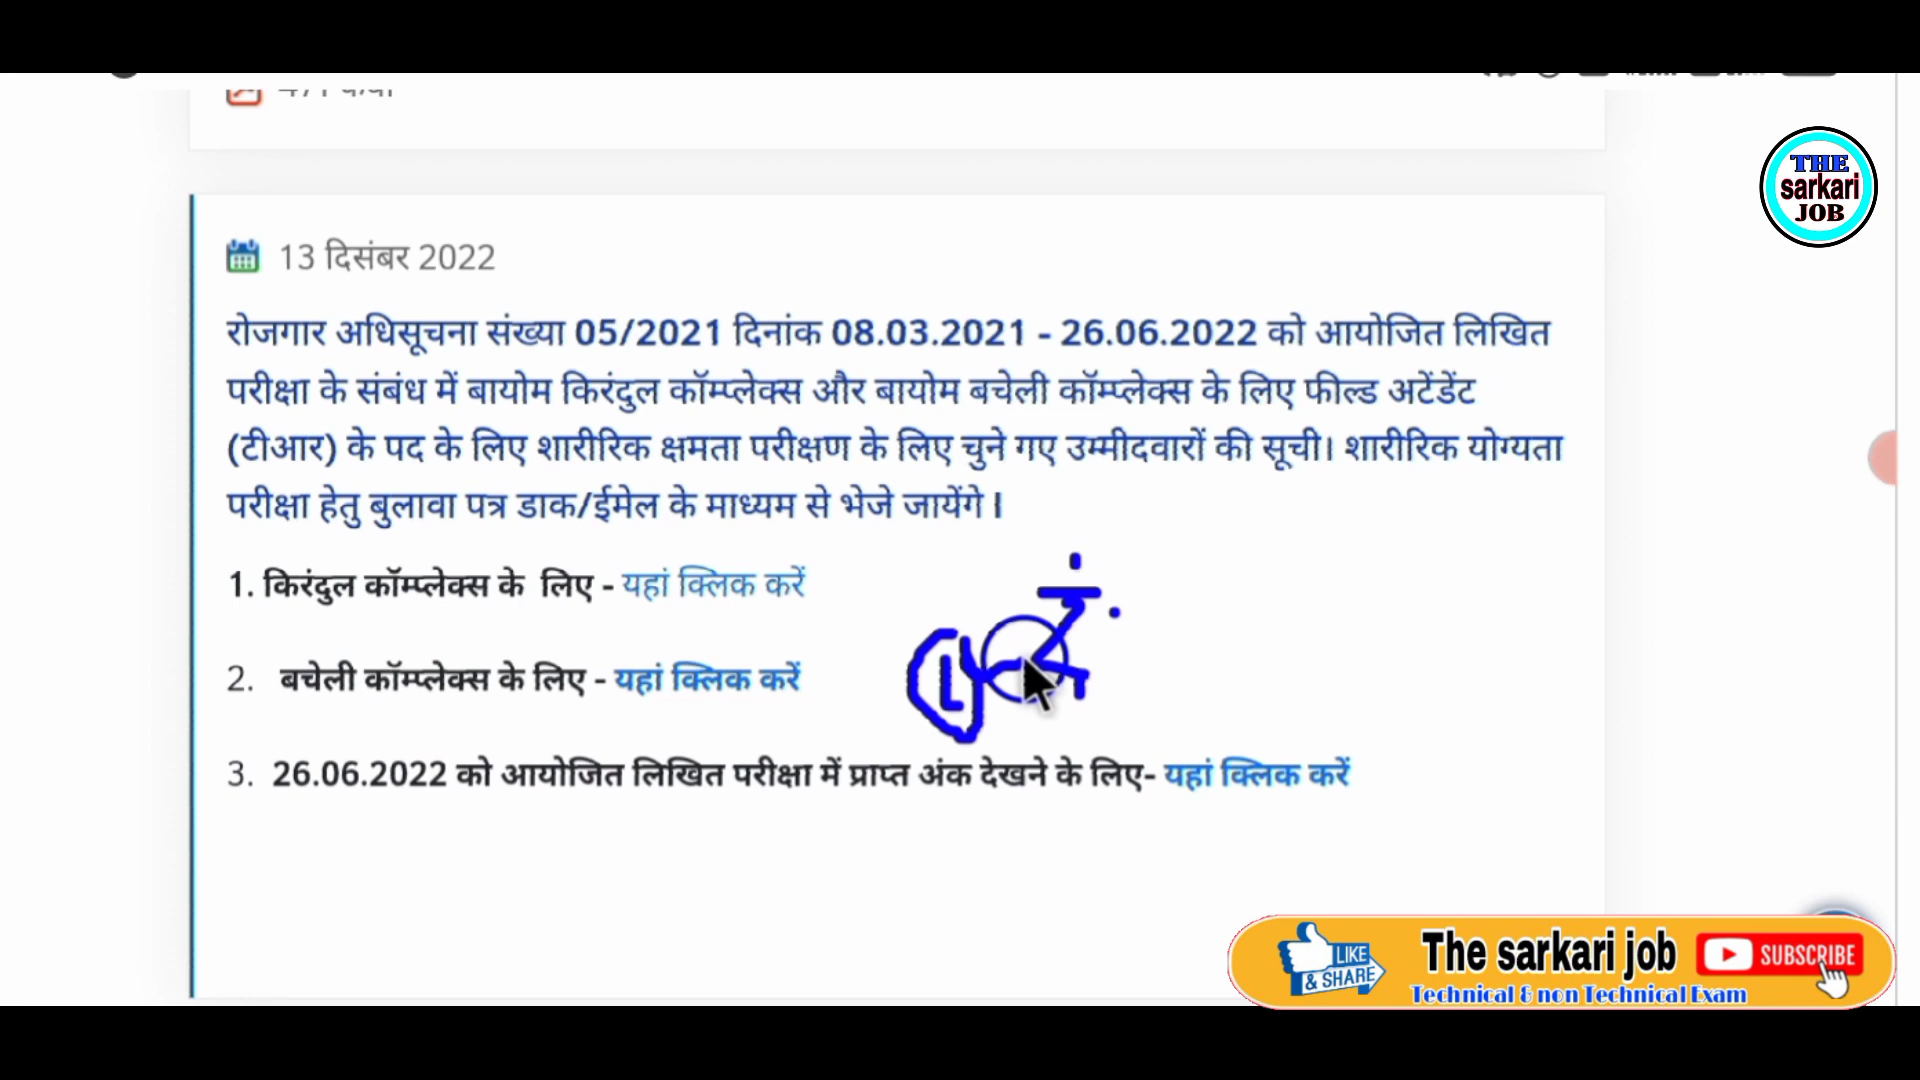 13 दिसंबर 2022
रोजगार अधिसूचना संख्या 05/2021 दिनांक 08.03.2021 - 26.06.2022 को आयोजित लिखित
परीक्षा के संबंध में बायोम किरंदुल कॉम्प्लेक्स और बायोम बचेली कॉम्प्लेक्स के लिए फील्ड अटेंडेंट
(टीआर) के पद के लिए शारीरिक क्षमता परीक्षण के लिए चुने गए उम्मीदवारों की सूची। शारीरिक योग्यता
परीक्षा हेतु बुलावा पत्र डाक/ईमेल के माध्यम से भेजे जायेंगे l
1. किरंदुल कॉम्प्लेक्स के लिए - यहां क्लिक करें
2. बचेली कॉम्प्लेक्स के लिए - यहां क्लिक करें
3. 26.06.2022 को आयोजित लिखित परीक्षा में प्राप्त अंक देखने के लिए- यहां क्लिक करें
THE
sarkari
JOB
LIKE
& SHARE
The sarkari job
SUBSCRIBE
Technical & non Technical Exam